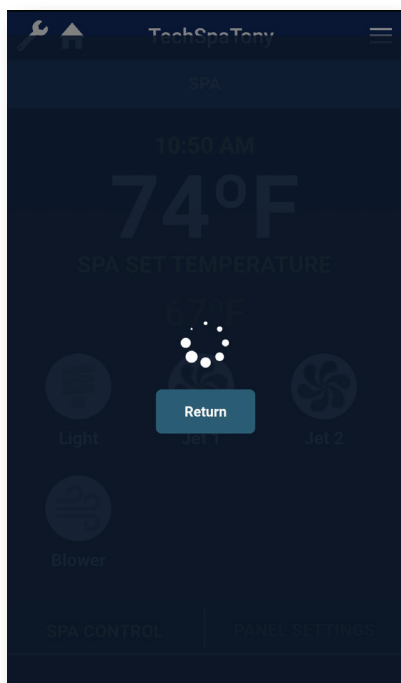 TechSpaTony
SPA
10:50 AM
74°F
SPA SET TEMPERATURE
67°F
Return
Light
Jet 1
Jet 2
Blower
SPA CONTROL
PANEL SETTINGS